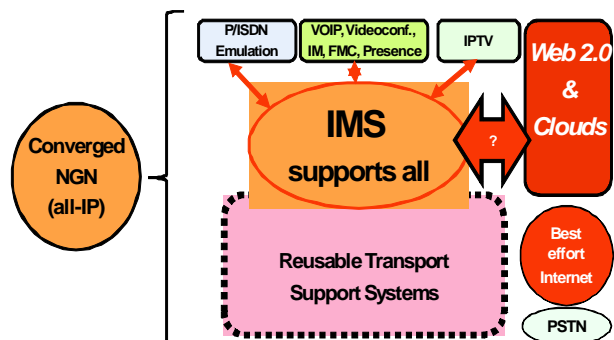 P/ISDN
Emulation
VOIP, Videoconf.,
IM, FMC, Presence
IPTV
Web 2.0
&
Clouds
IMS
supports all
?
Converged
NGN
(all-IP)
Reusable Transport
Support Systems
Best
effort
Internet
PSTN